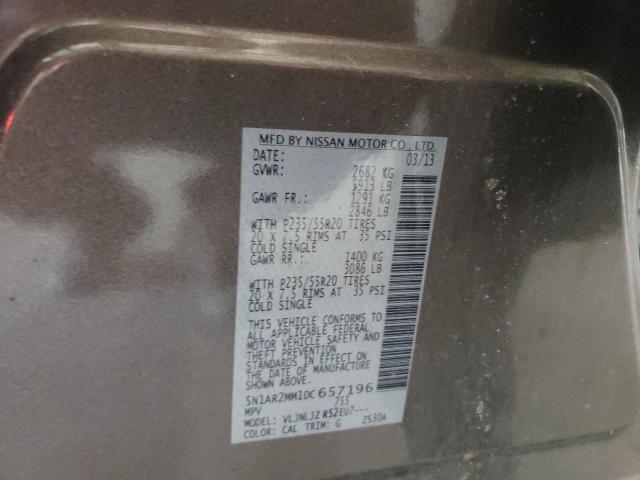 MFD BY NISSAN MOTOR CO., LTD.
DATE: 03/13
GVWR: 2682 KG
5913 LB
GAWR FR.: 1291 KG
2846 LB
WITH P235/55R20 TIRES
20 X 7.5 RIMS AT 35 PSI
COLD SINGLE
GAWR RR.: 1400 KG
3086 LB
WITH P235/55R20 TIRES
20 X 7.5 RIMS AT 35 PSI
COLD SINGLE
THIS VEHICLE CONFORMS TO
ALL APPLICABLE FEDERAL
MOTOR VEHICLE SAFETY AND
THEFT PREVENTION
STANDARDS IN EFFECT ON
THE DATE OF MANUFACTURE
SHOWN ABOVE.
5N1AR2MM1DC657196
MPV 755
MODEL: VLJNLJZ R52EU7---
COLOR: CAL TRIM: G 2530A